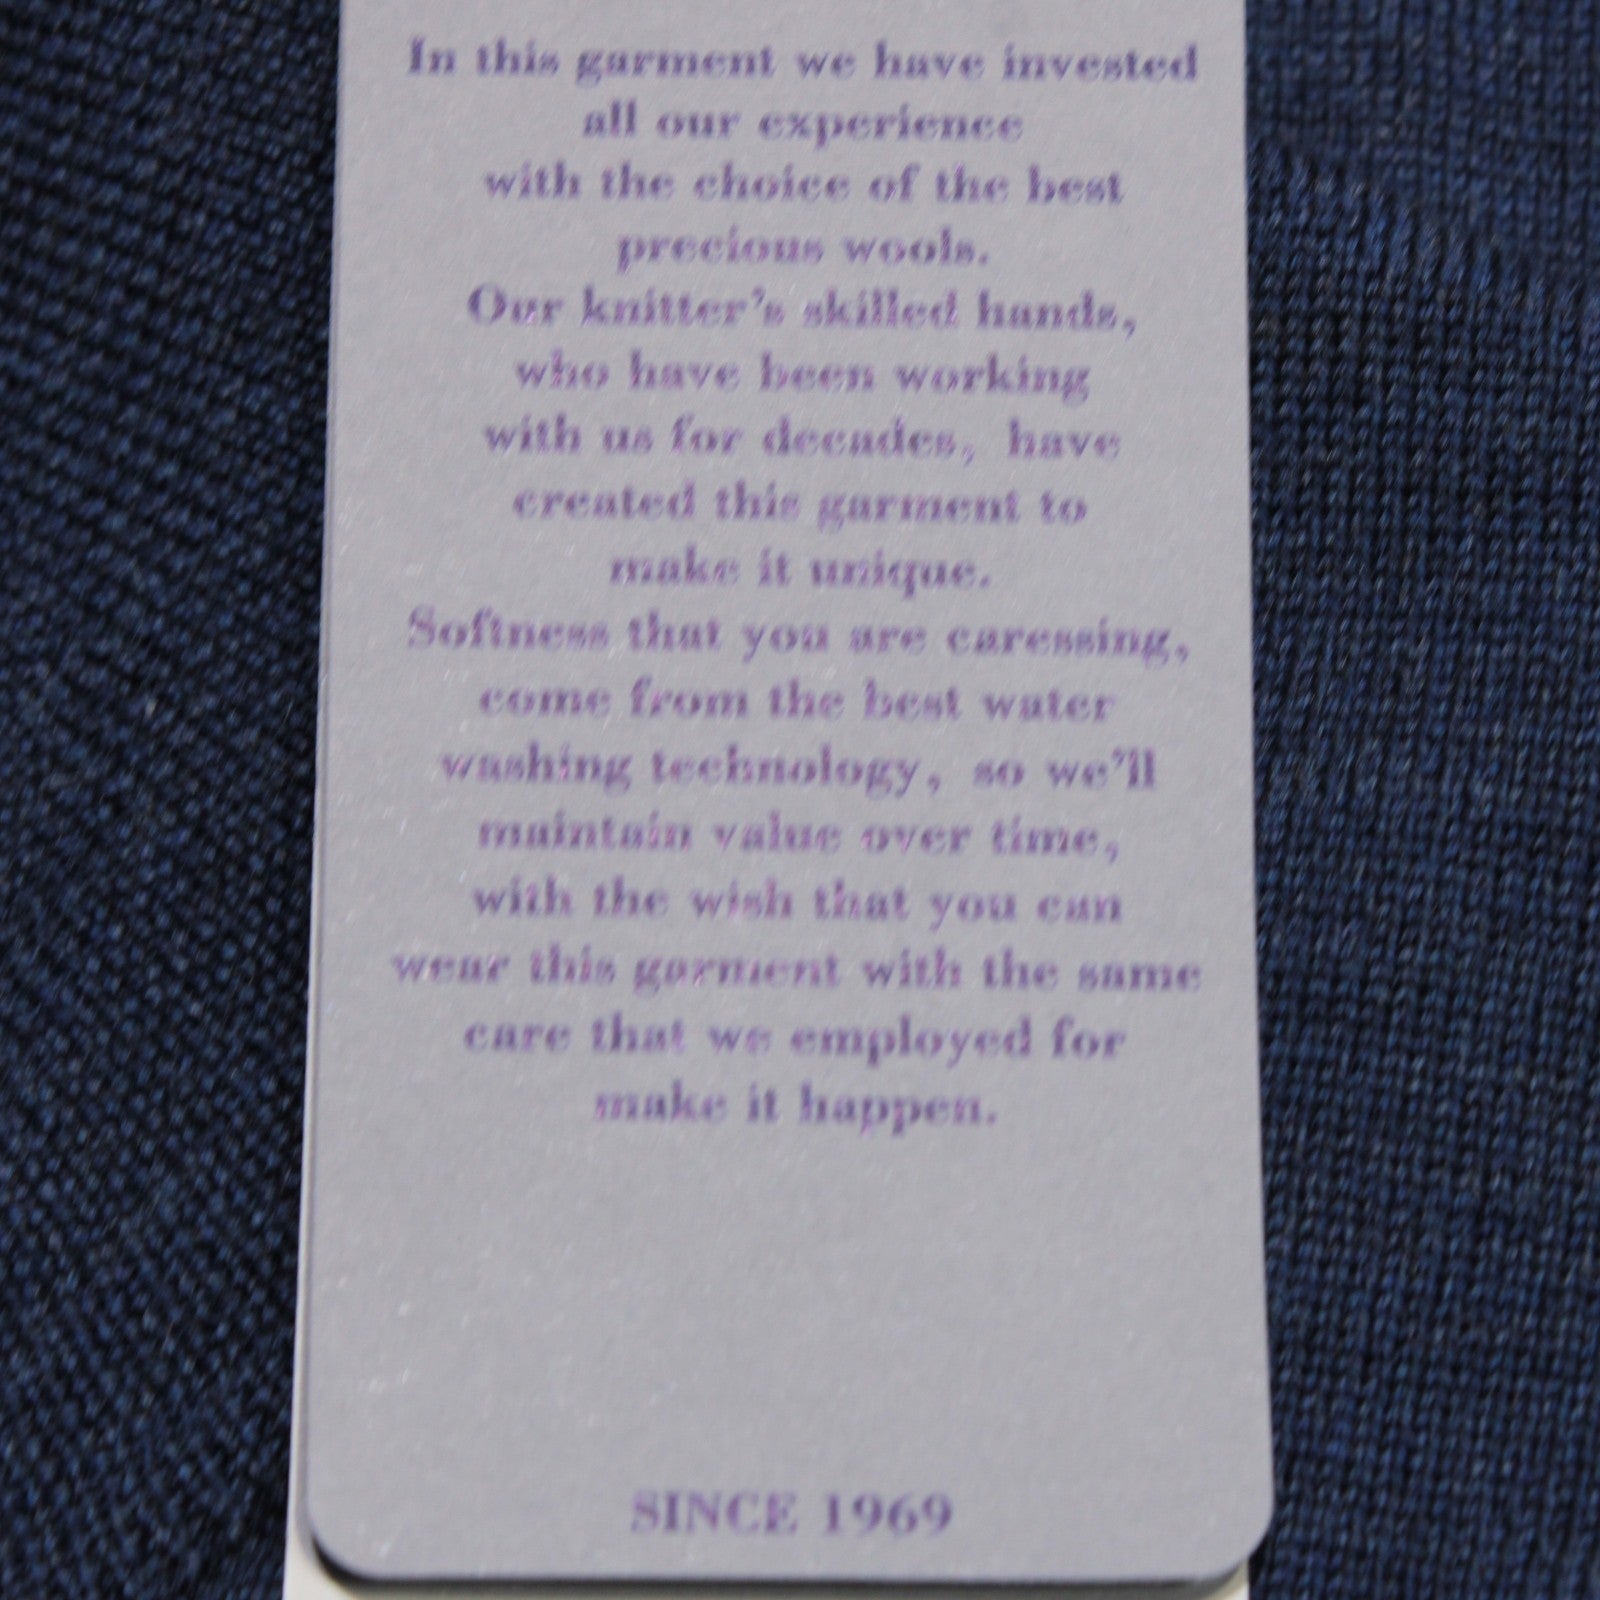 In this garment we have invested
all our experience
with the choice of the best
precious wools.
Our knitter's skilled hands,
who have been working
with us for decades, have
created this garment to
make it unique.
Softness that you are caressing,
come from the best water
washing technology, so we'll
maintain value over time,
with the wish that you can
wear this garment with the same
care that we employed for
make it happen.
SINCE 1969